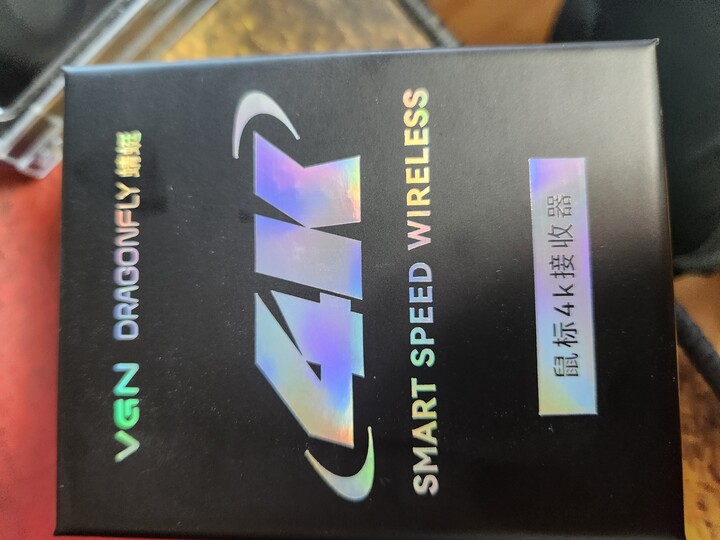 VGN DRAGONFLY 蜻蜓
4K
SMART SPEED WIRELESS
鼠标4k接收器